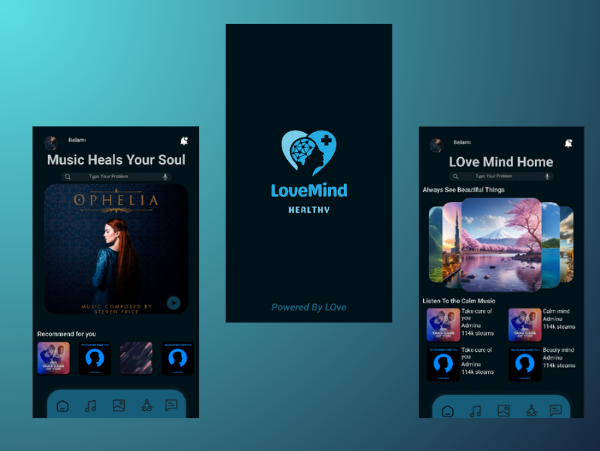 Music Heals Your Soul
Type Your Problem
OPHELIA
MUSIC COMPOSED BY
STEVEN PRICE
Recommend for you
LoveMind
HEALTHY
Powered By LOve
LOve Mind Home
Type Your Problem
Always See Beautiful Things
Listen To the Calm Music
Take care of
you
Admina
114k steams
Calm mind
Admina
114k steams
Take care of
you
Admina
114k steams
Beauty mind
Admina
114k steams